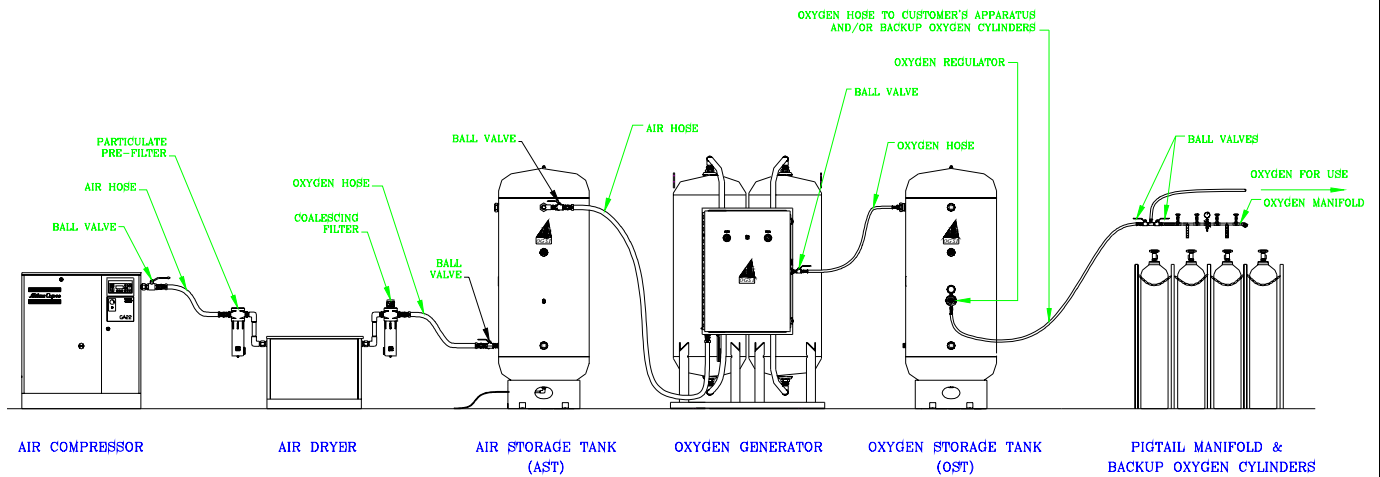 OXYGEN HOSE TO CUSTOMER'S APPARATUS
AND/OR BACKUP OXYGEN CYLINDERS
OXYGEN REGULATOR
BALL VALVE
AIR HOSE
BALL VALVE
OXYGEN HOSE
BALL VALVES
PARTICULATE
PRE-FILTER
OXYGEN FOR USE
OXYGEN MANIFOLD
AIR HOSE
OXYGEN HOSE
COALESCING
FILTER
BALL VALVE
BALL
VALVE
Atlas Copco
GA22
AIR COMPRESSOR
AIR DRYER
AIR STORAGE TANK
(AST)
OXYGEN GENERATOR
OXYGEN STORAGE TANK
(OST)
PIGTAIL MANIFOLD &
BACKUP OXYGEN CYLINDERS